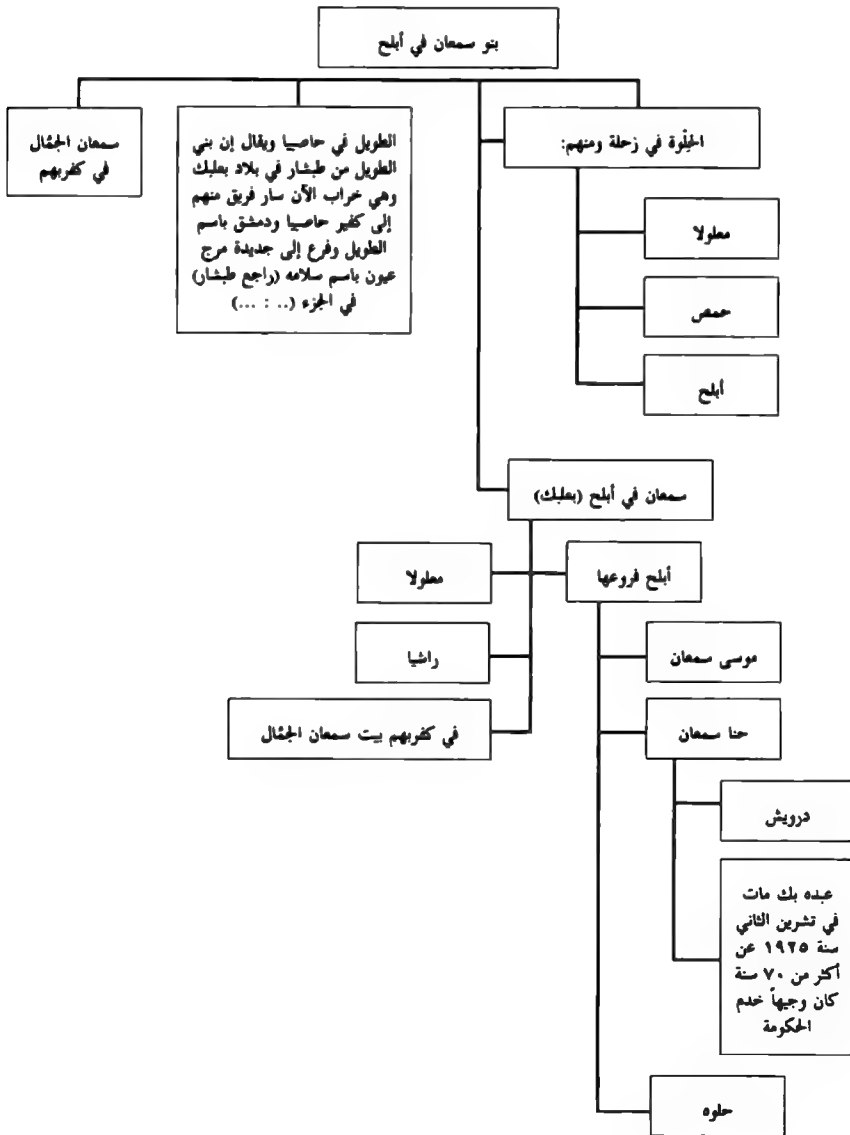 بنو سمعان في أبلح
الحِلْوة في زحلة ومنهم:
معلولا
حمص
أبلح
الطويل في حاصبيا ويقال إن بني
الطويل من طبشار في بلاد بعلبك
وهي خراب الآن سار فريق منهم
إلى كفير حاصبيا ودمشق باسم
الطويل وفرع إلى جديدة مرج
عيون باسم سلامه (راجع طبشار)
في الجزء (.. : ...)
سمعان الجمّال
في كفربهم
سمعان في أبلح (بعلبك)
أبلح فروعها
معلولا
راشيا
في كفربهم بيت سمعان الجمّال
موسى سمعان
حنا سمعان
درويش
عبده بك مات
في تشرين الثاني
سنة ١٩٢٥ عن
أكثر من ٧٠ سنة
كان وجيهاً خدم
الحكومة
حلوه